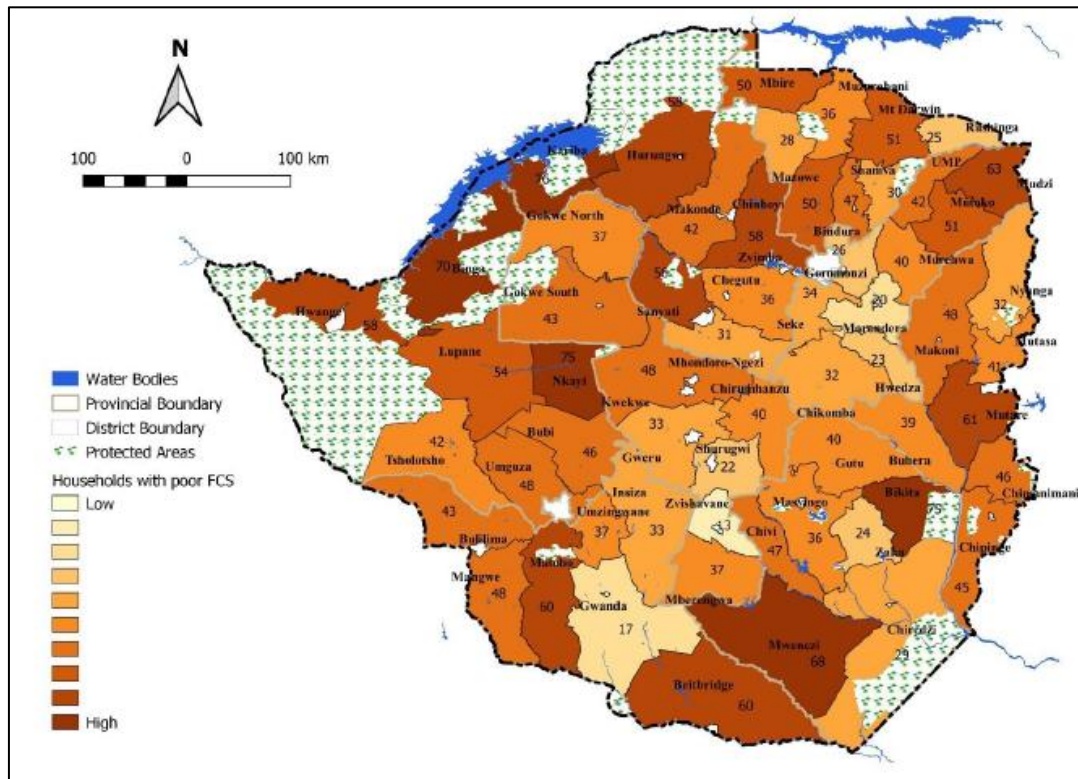 N
100 0 100 km
Water Bodies
Provincial Boundary
District Boundary
Protected Areas
Households with poor FCS
Low
High
50
Mbire
36
Mt Darwin
51
25
Rushinga
58
Hurungwe
Kariba
28
Mazowe
50
Shamva
47
30
UMP
42
63
Mudzi
Mutoko
51
Makonde
42
Chinhoyi
58
Zvimba
Bindura
26
Goromonzi
40
Murehwa
Gokwe North
37
70
Binga
Gokwe South
43
56
Sanyati
Chegutu
36
34
Seke
31
20
Marondera
23
Hwedza
Nyanga
32
Mutasa
48
Makoni
41
Hwange
58
Lupane
54
75
Nkayi
Mhondoro-Ngezi
48
Kwekwe
Chirumhanzu
40
32
Chikomba
61
Mutare
39
Buhera
40
Gutu
42
Tsholotsho
Bubi
46
Umguza
48
33
Gweru
Shurugwi
22
46
Chimanimani
43
Bulilima
Insiza
33
Umzingwane
37
Zvishavane
13
Chivi
47
Masvingo
36
Bikita
75
24
Zaka
Chipinge
45
Mangwe
48
Matobo
60
Gwanda
17
37
Mberengwa
Mwenezi
68
Chiredzi
29
Beitbridge
60